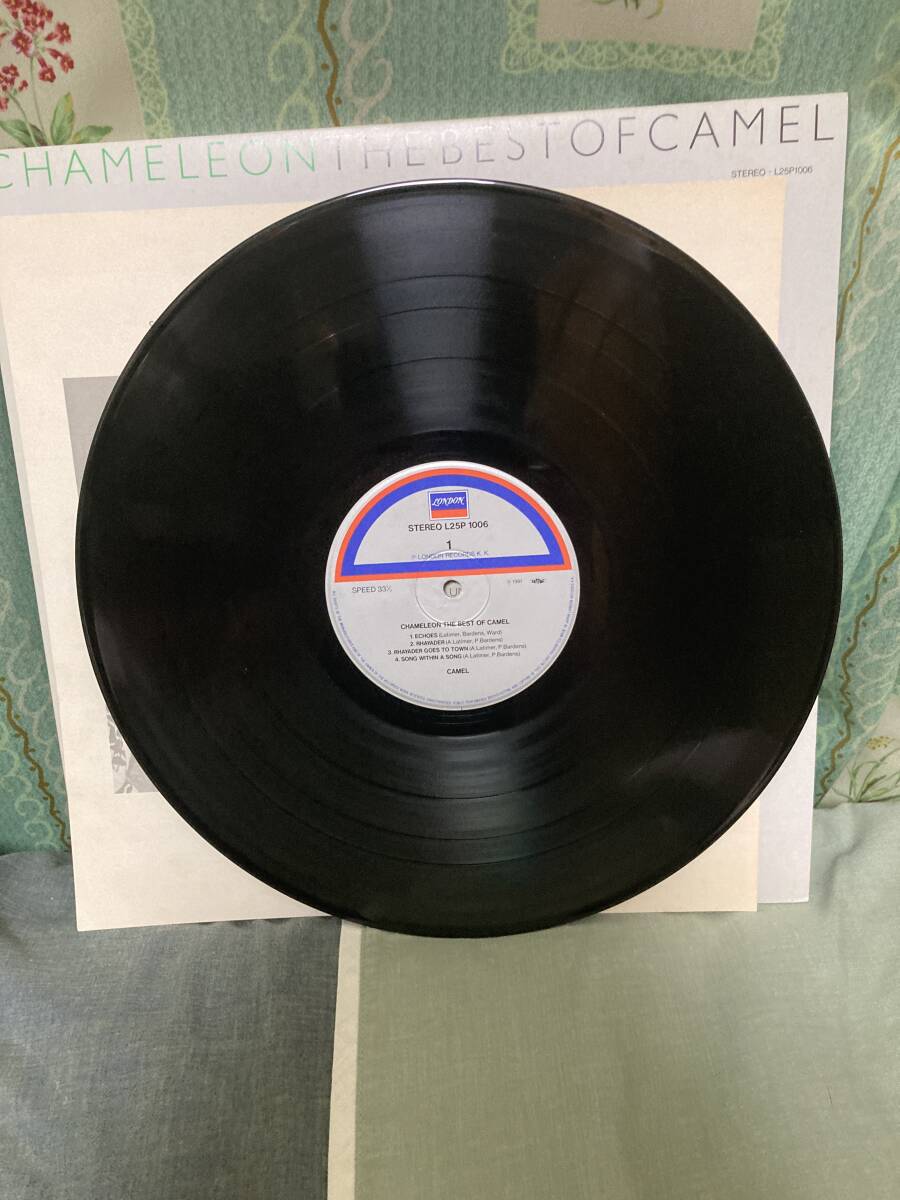 CHAMELEON THE BEST OF CAMEL
STEREO - L25P1006
LONDON
STEREO L25P 1006
1
℗ LONDON RECORDS K. K.
SPEED 33⅓
CHAMELEON THE BEST OF CAMEL
1. ECHOES (Latimer, Bardens, Ward)
2. RHAYADER (A.Latimer, P.Bardens)
3. RHAYADER GOES TO TOWN (A.Latimer, P.Bardens)
4. SONG WITHIN A SONG (A.Latimer, P.Bardens)
CAMEL